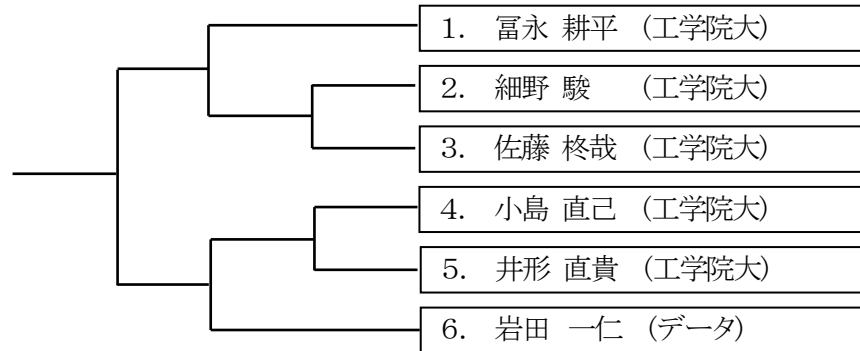 1. 冨永 耕平 (工学院大)
2. 細野 駿 (工学院大)
3. 佐藤 柊哉 (工学院大)
4. 小島 直己 (工学院大)
5. 井形 直貴 (工学院大)
6. 岩田 一仁 (データ)